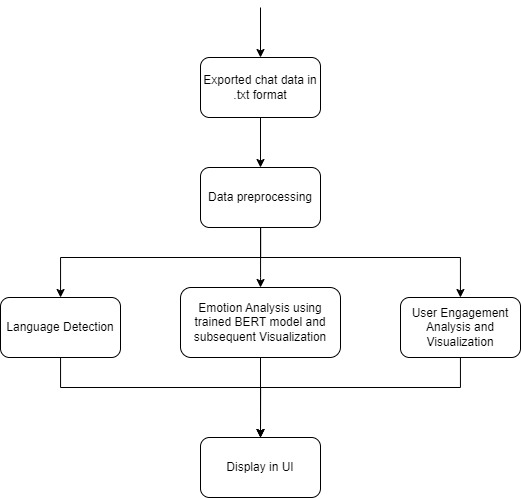 Exported chat data in
.txt format
Data preprocessing
Language Detection
Emotion Analysis using
trained BERT model and
subsequent Visualization
User Engagement
Analysis and
Visualization
Display in UI